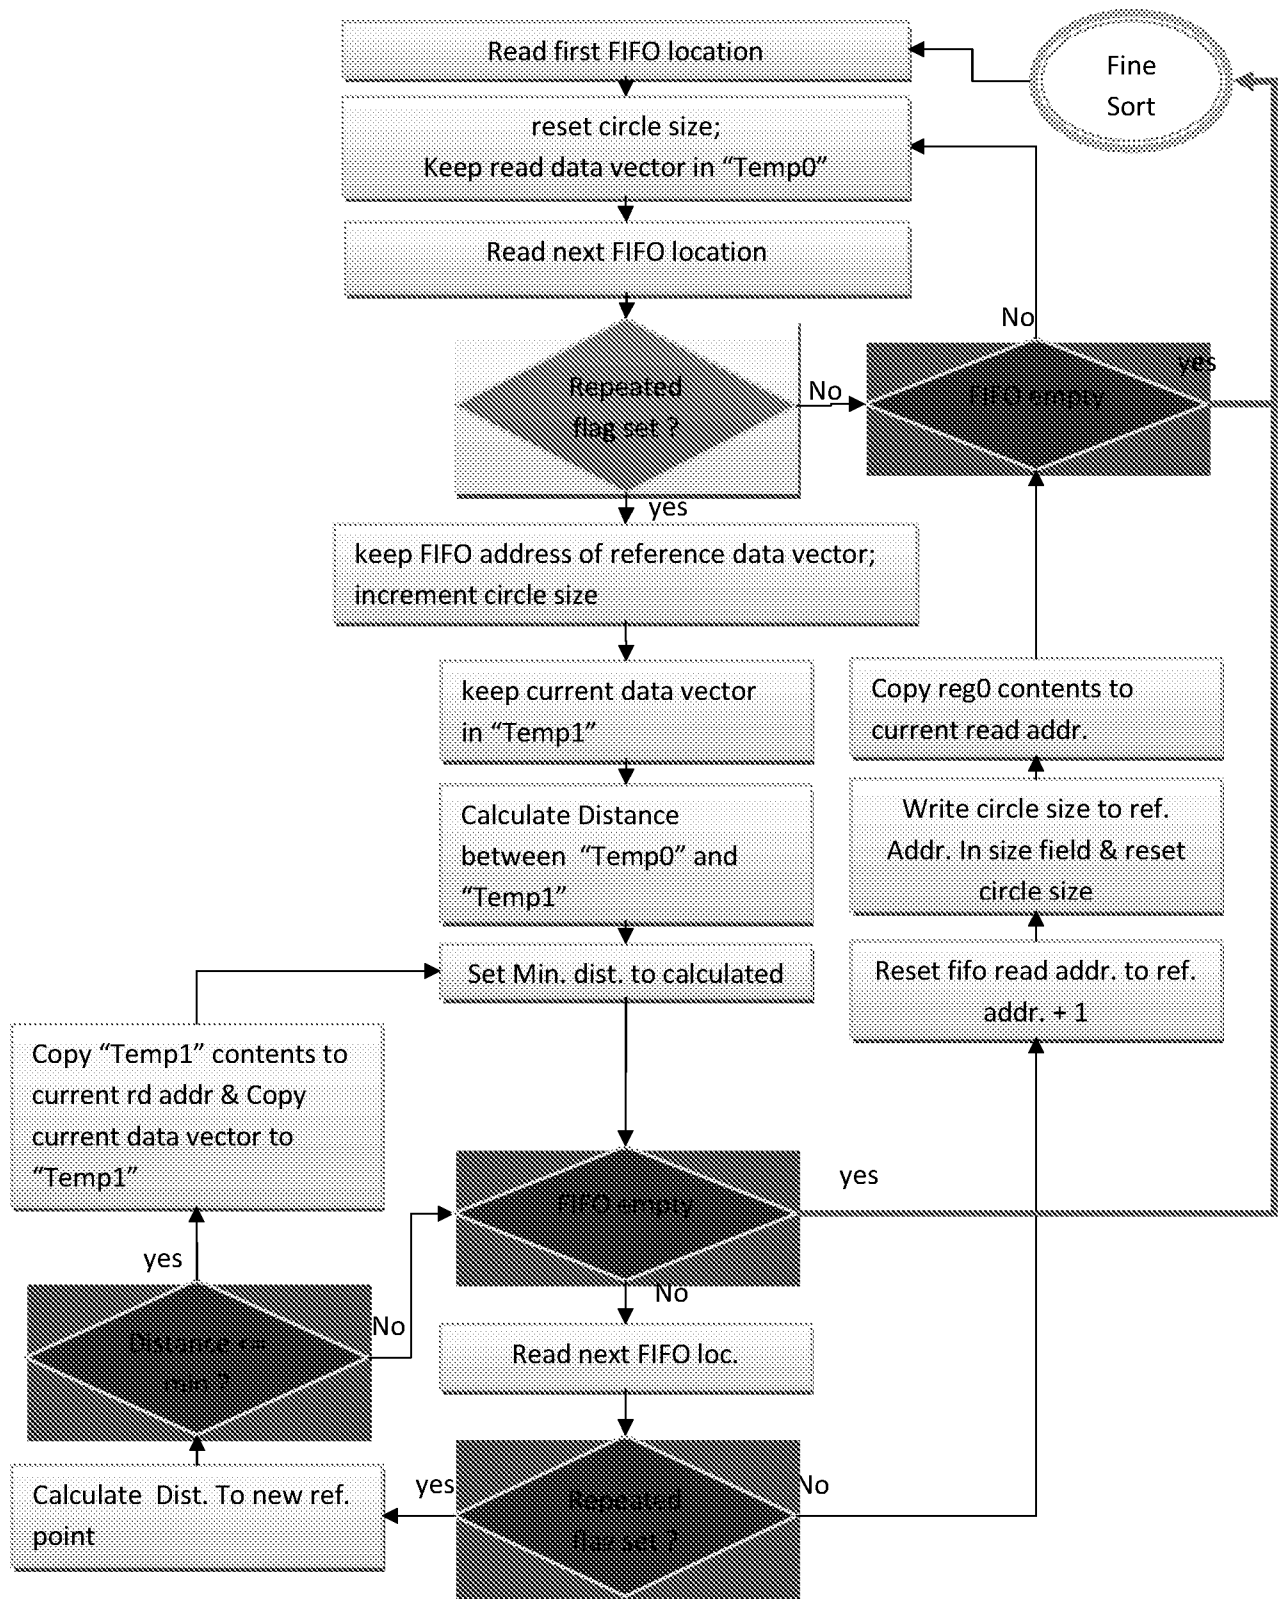 Read first FIFO location
Fine
Sort
reset circle size;
Keep read data vector in “Temp0”
Read next FIFO location
No
yes
Repeated
flag set ?
No
FIFO empty
yes
keep FIFO address of reference data vector;
increment circle size
keep current data vector
in “Temp1”
Copy reg0 contents to
current read addr.
Calculate Distance
between “Temp0” and
“Temp1”
Write circle size to ref.
Addr. In size field & reset
circle size
Set Min. dist. to calculated
Reset fifo read addr. to ref.
addr. + 1
Copy “Temp1” contents to
current rd addr & Copy
current data vector to
“Temp1”
yes
FIFO empty
yes
No
No
Distance <=
min ?
Read next FIFO loc.
Calculate Dist. To new ref.
point
yes
No
Repeated
flag set ?